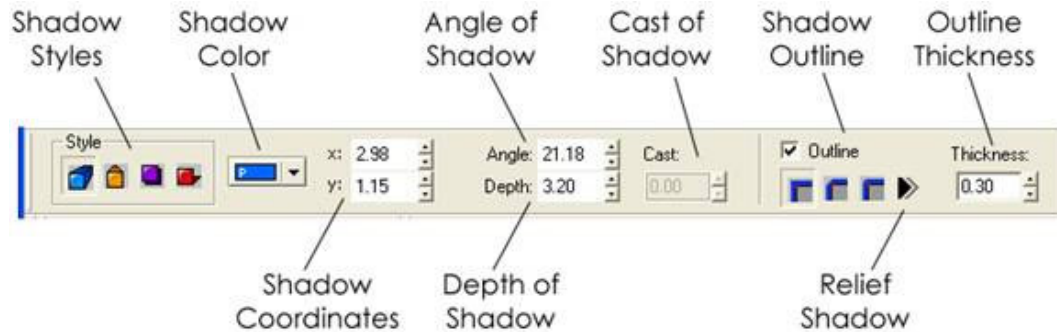 Shadow Styles
Shadow Color
Angle of Shadow
Cast of Shadow
Shadow Outline
Outline Thickness
Style
P
x: 2.98
y: 1.15
Angle: 21.18
Depth: 3.20
Cast:
0.00
Outline
Thickness:
0.30
Shadow Coordinates
Depth of Shadow
Relief Shadow